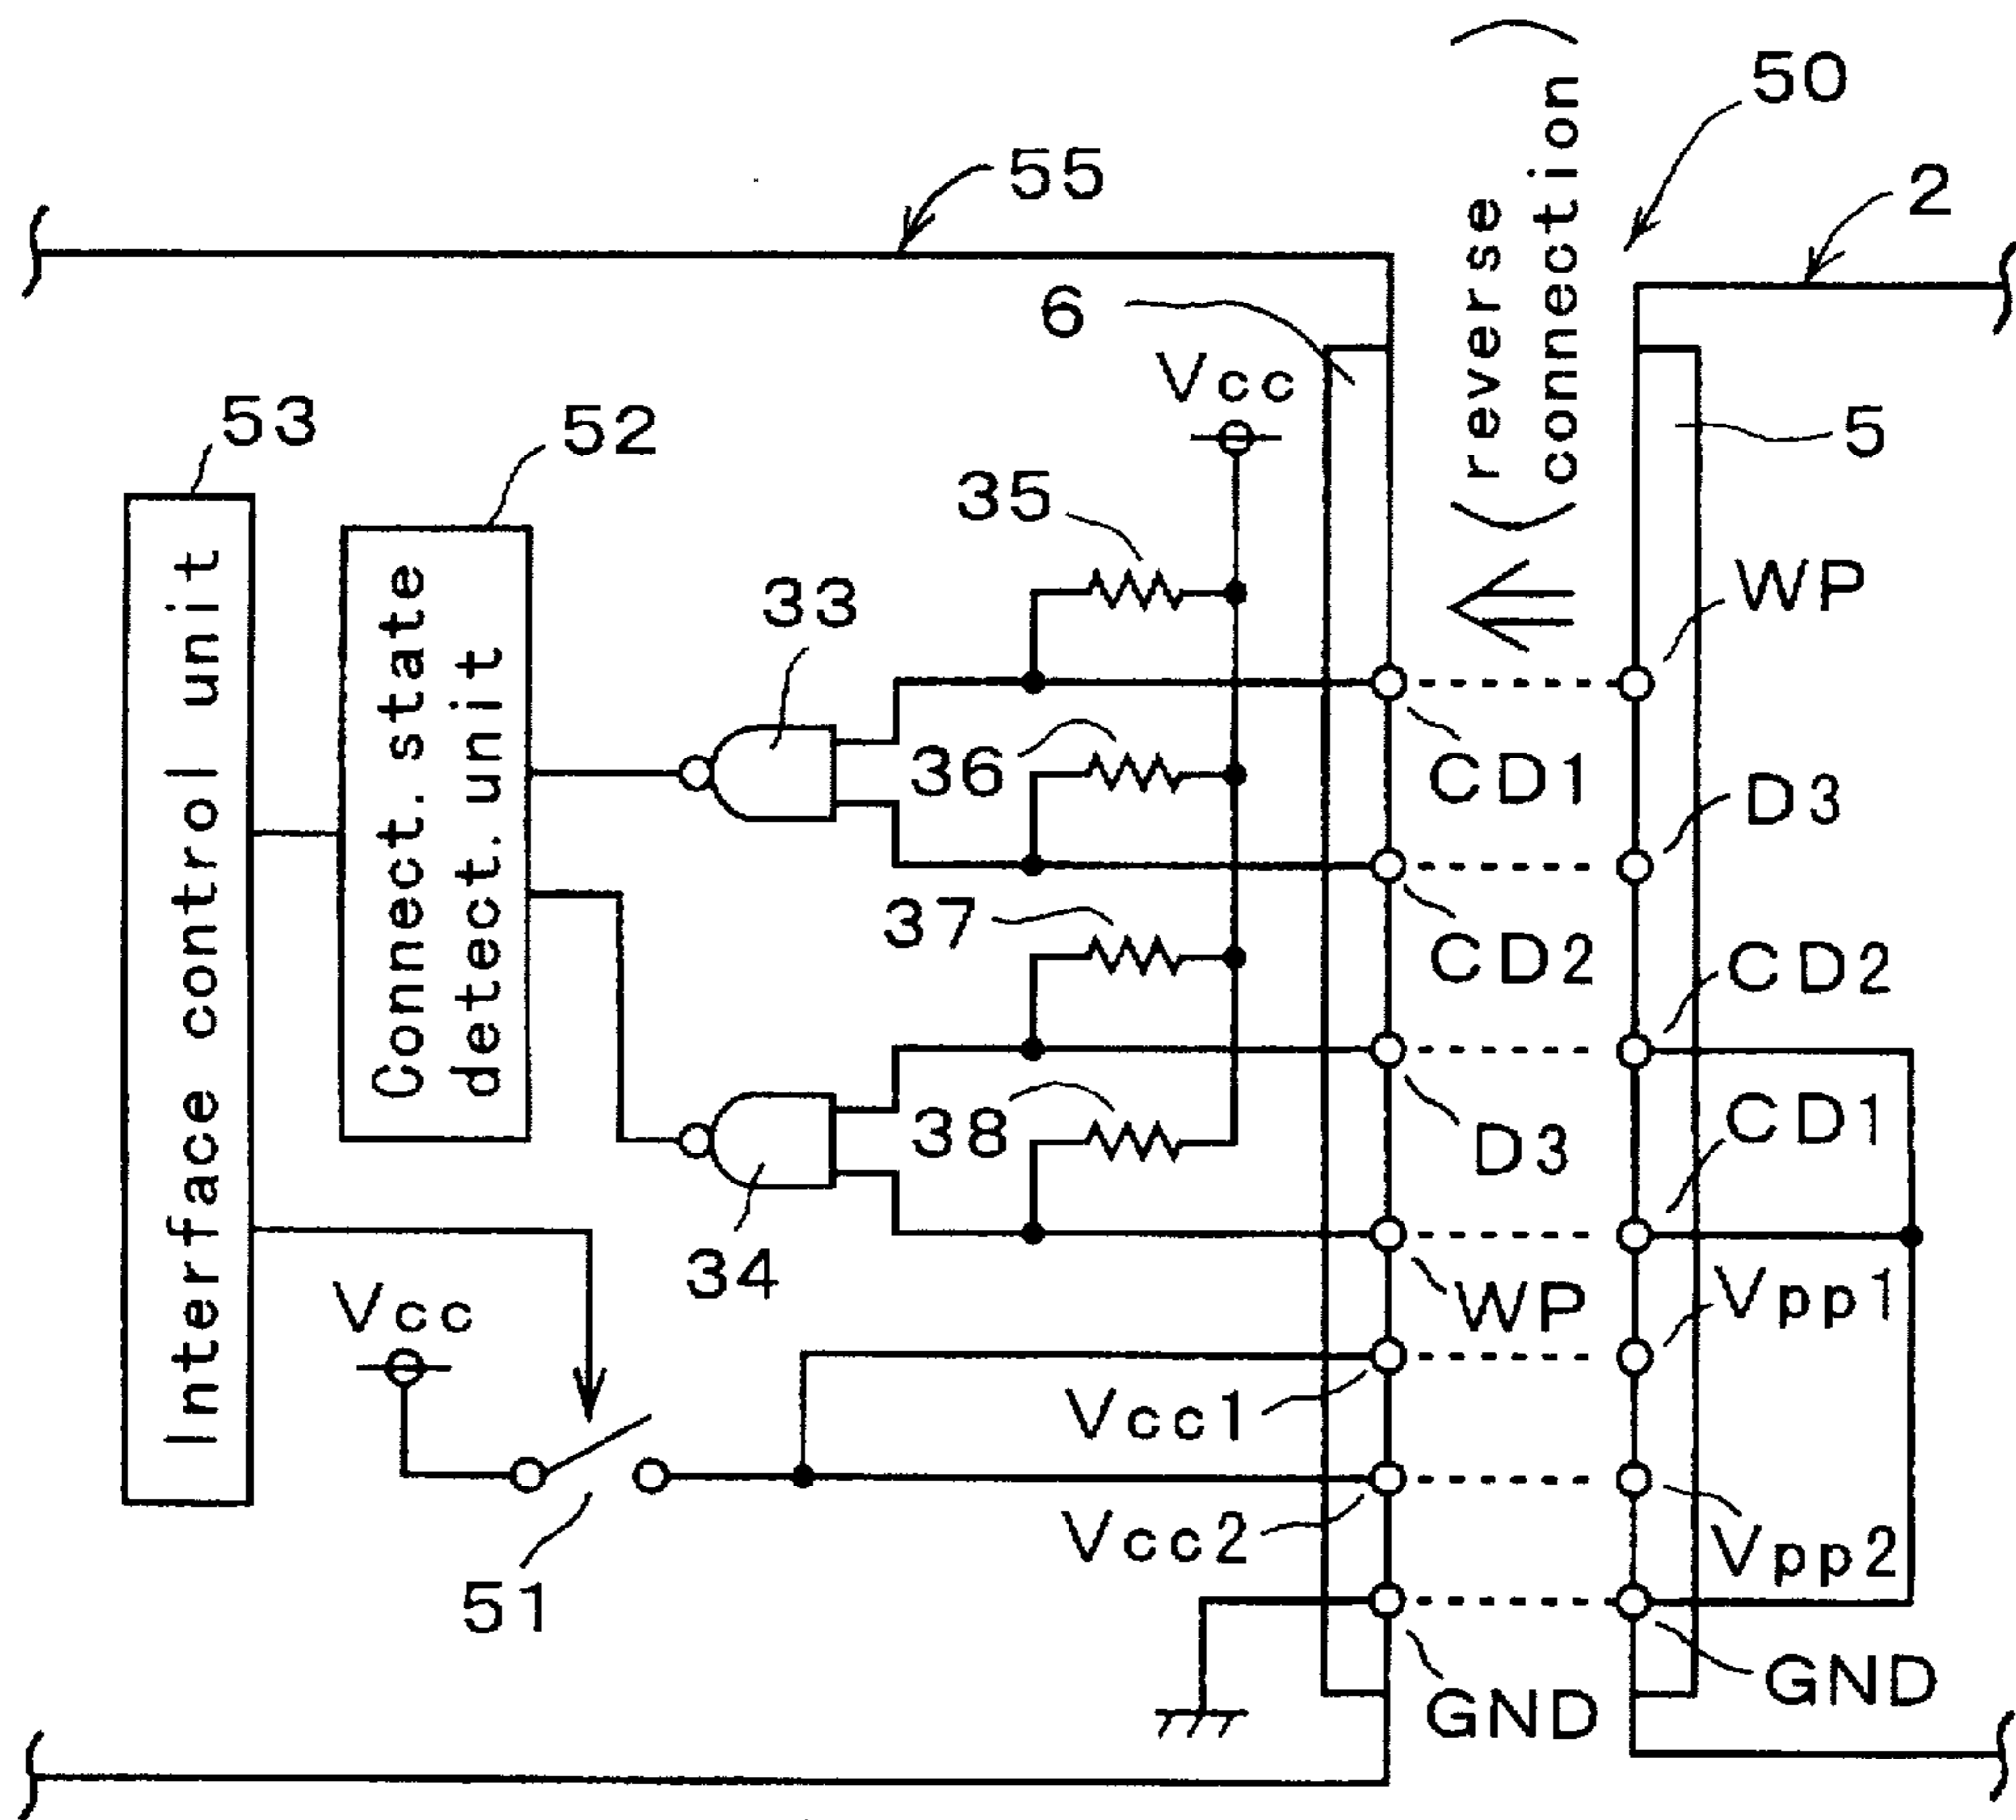 50
55
2
(reverse
connection)
6
Vcc
5
53
52
35
WP
33
Interface control unit
Connect. state
detect. unit
36
CD1
D3
37
CD2
CD2
38
D3
CD1
34
Vcc
WP
Vpp1
Vcc1
51
Vcc2
Vpp2
GND
GND